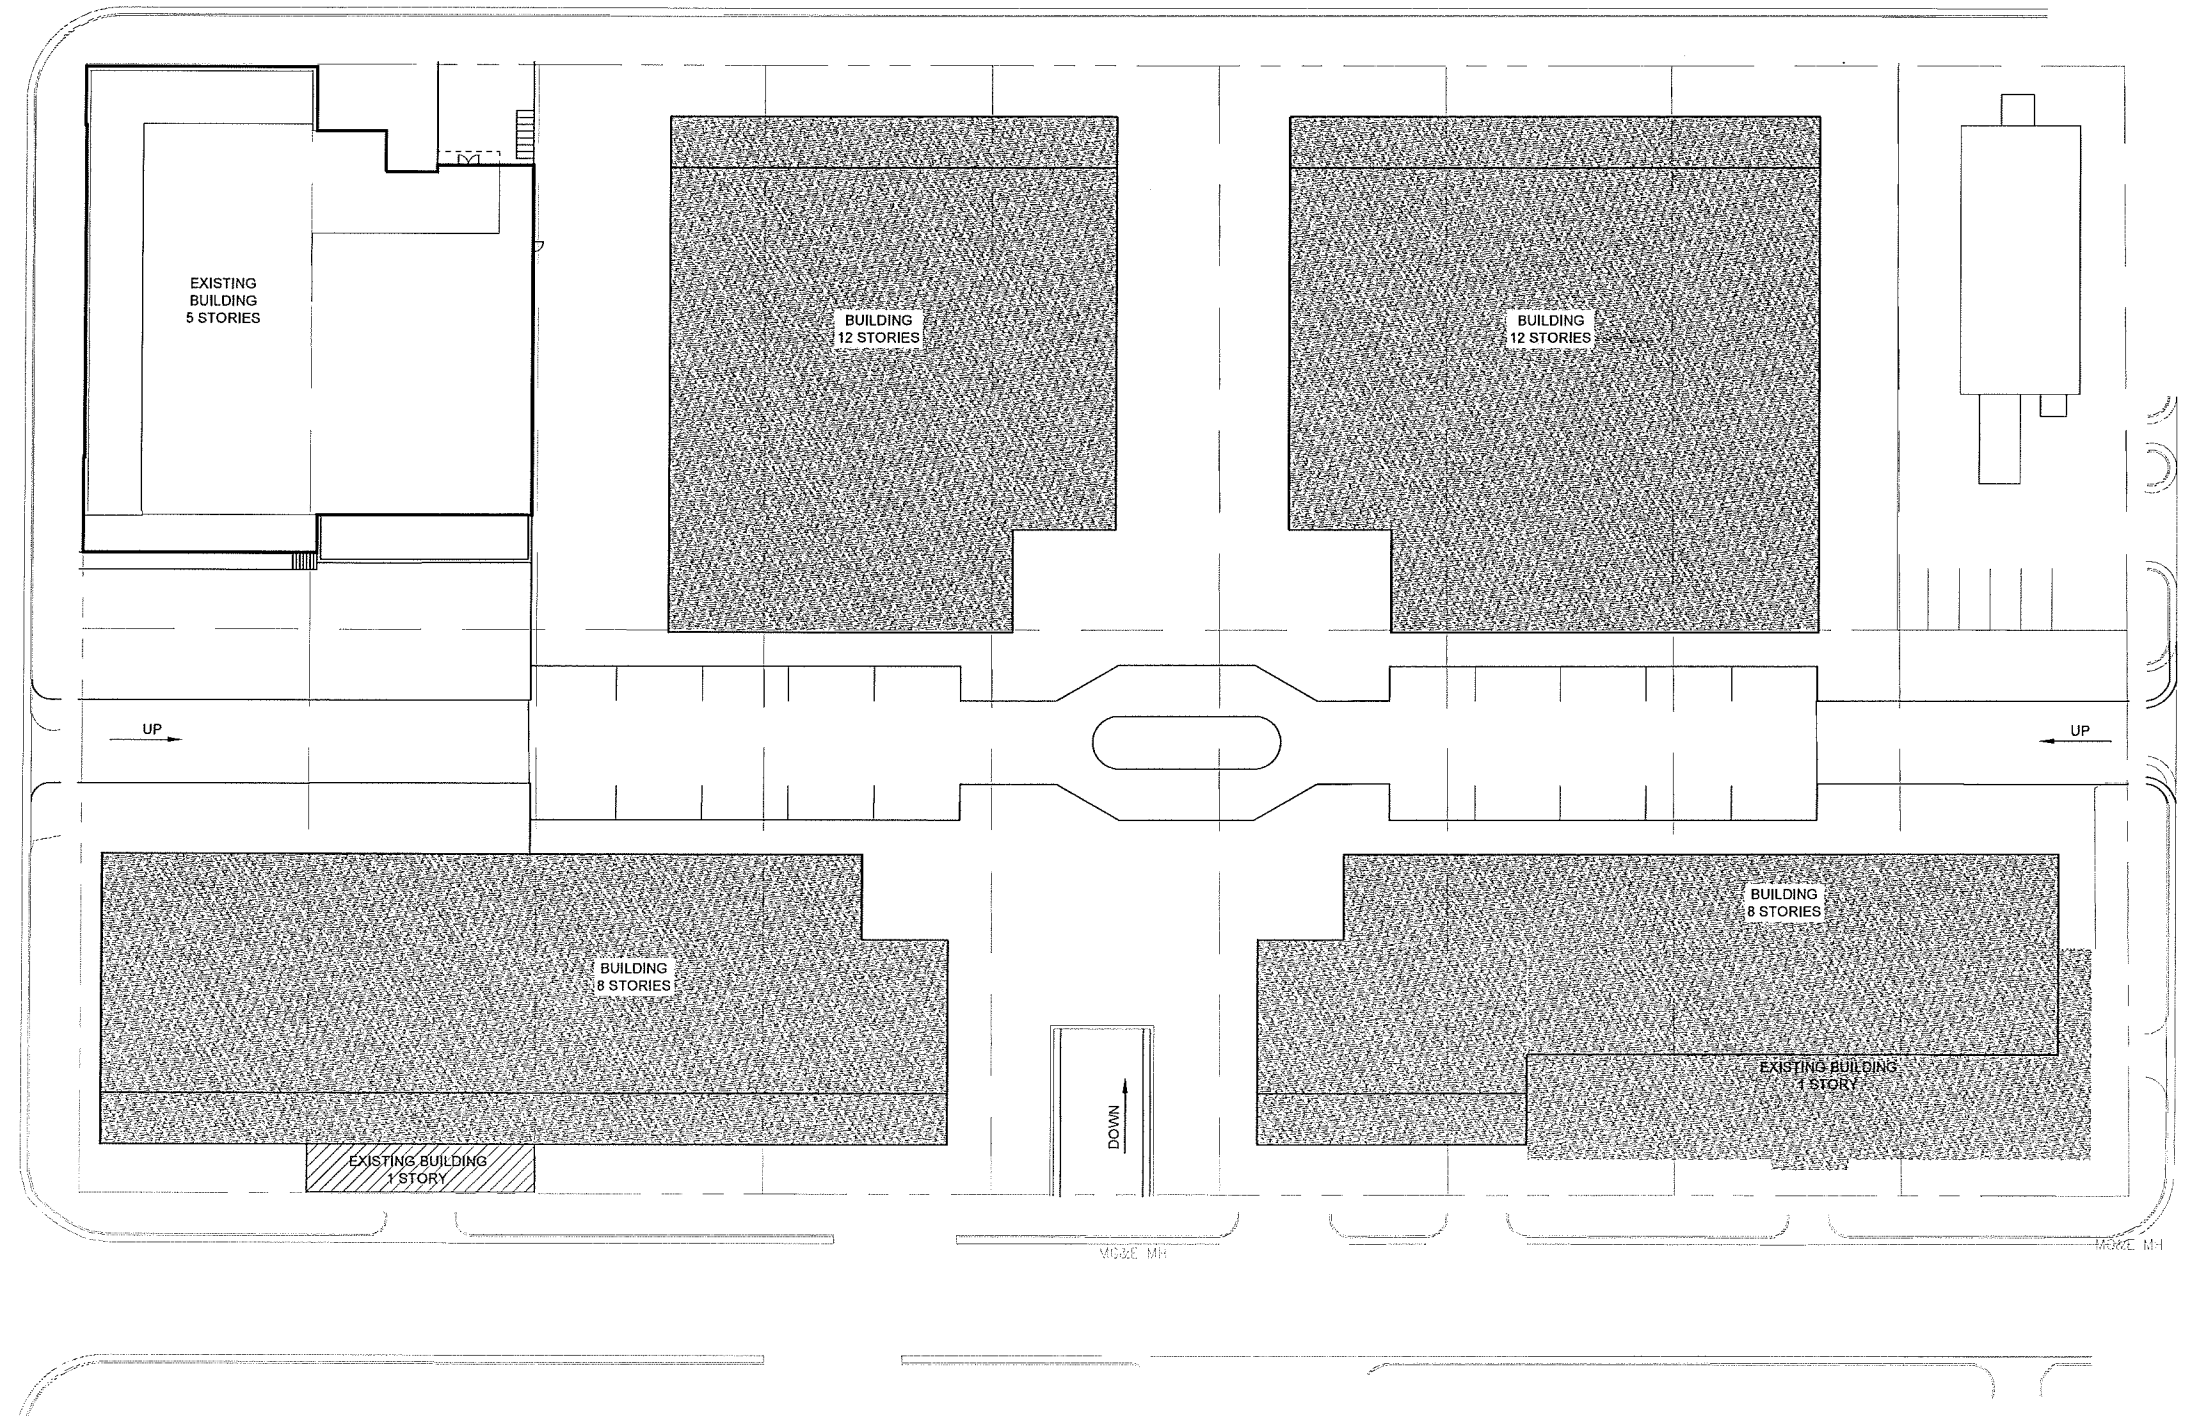 EXISTING
BUILDING
5 STORIES
BUILDING
12 STORIES
BUILDING
12 STORIES
UP
UP
BUILDING
8 STORIES
BUILDING
8 STORIES
EXISTING BUILDING
1 STORY
DOWN
EXISTING BUILDING
1 STORY
MG&E MH
MG&E MH